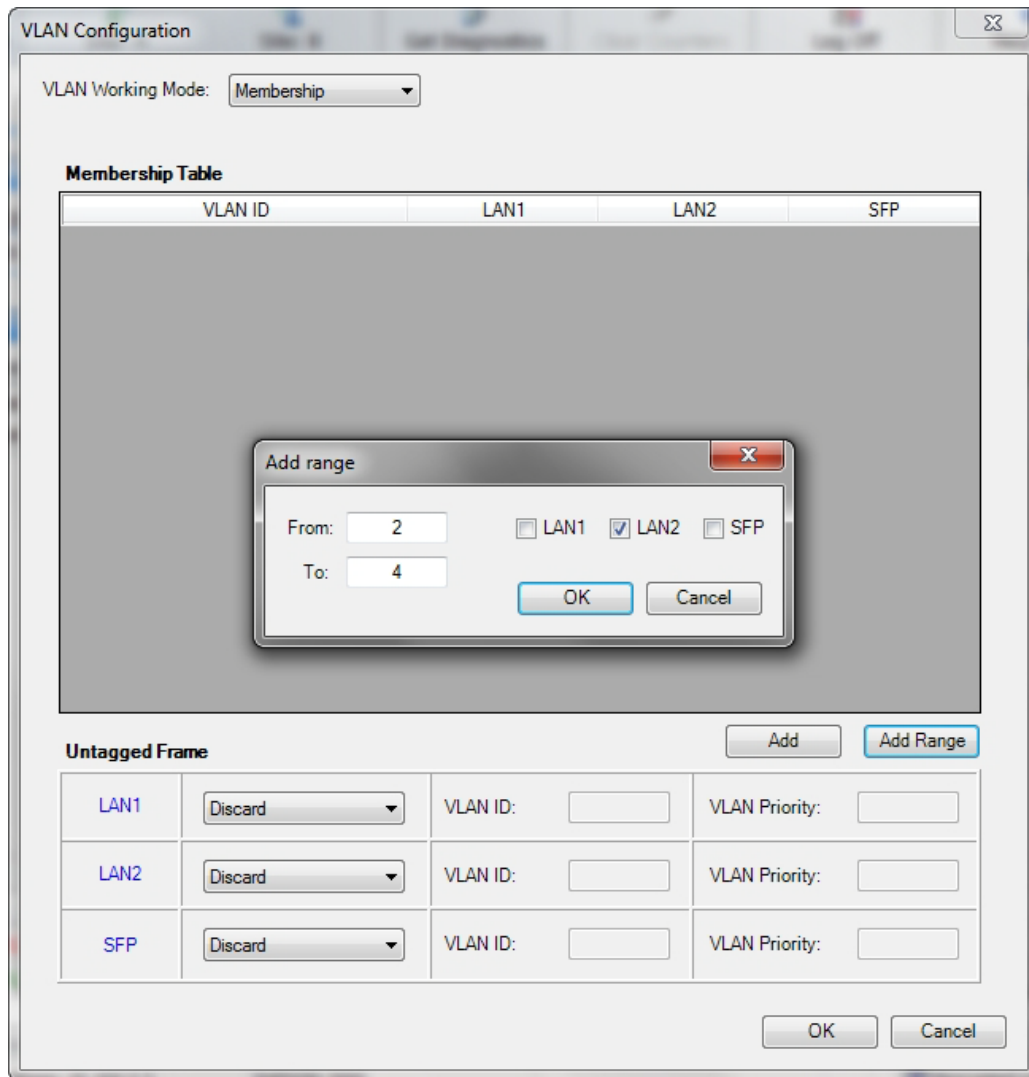 VLAN Configuration
VLAN Working Mode: Membership
Membership Table
VLAN ID LAN1 LAN2 SFP
Add range
From: 2 LAN1 LAN2 SFP
To: 4
OK Cancel
Add Add Range
Untagged Frame
LAN1 Discard VLAN ID: VLAN Priority:
LAN2 Discard VLAN ID: VLAN Priority:
SFP Discard VLAN ID: VLAN Priority:
OK Cancel